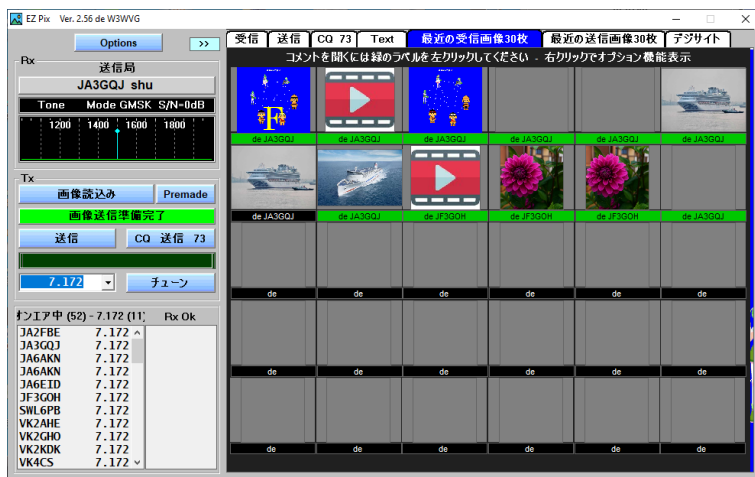 EZ Pix Ver. 2.56 de W3WVG
Options >>
Rx
送信局
JA3GQJ shu
Tone Mode GMSK S/N=0dB
1200 1400 1600 1800
Tx
画像読込み Premade
画像送信準備完了
送信 CQ 送信 73
7.172 チューン
オンエア中 (52) - 7.172 (11) Rx Ok
JA2FBE 7.172
JA3GQJ 7.172
JA6AKN 7.172
JA6AKN 7.172
JA6EID 7.172
JF3GOH 7.172
SWL6PB 7.172
VK2AHE 7.172
VK2GHO 7.172
VK2KDK 7.172
VK4CS 7.172
受信 送信 CQ 73 Text 最近の受信画像30枚 最近の送信画像30枚 デジサイト
コメントを開くには緑のラベルを左クリックしてください - 右クリックでオプション機能表示
F
de JA3GQJ de JA3GQJ de JA3GQJ de JA3GQJ de JA3GQJ de JA3GQJ
de JA3GQJ de JA3GQJ de JF3GOH de JF3GOH de JF3GOH de JA3GQJ
de de de de de de
de de de de de de
de de de de de de